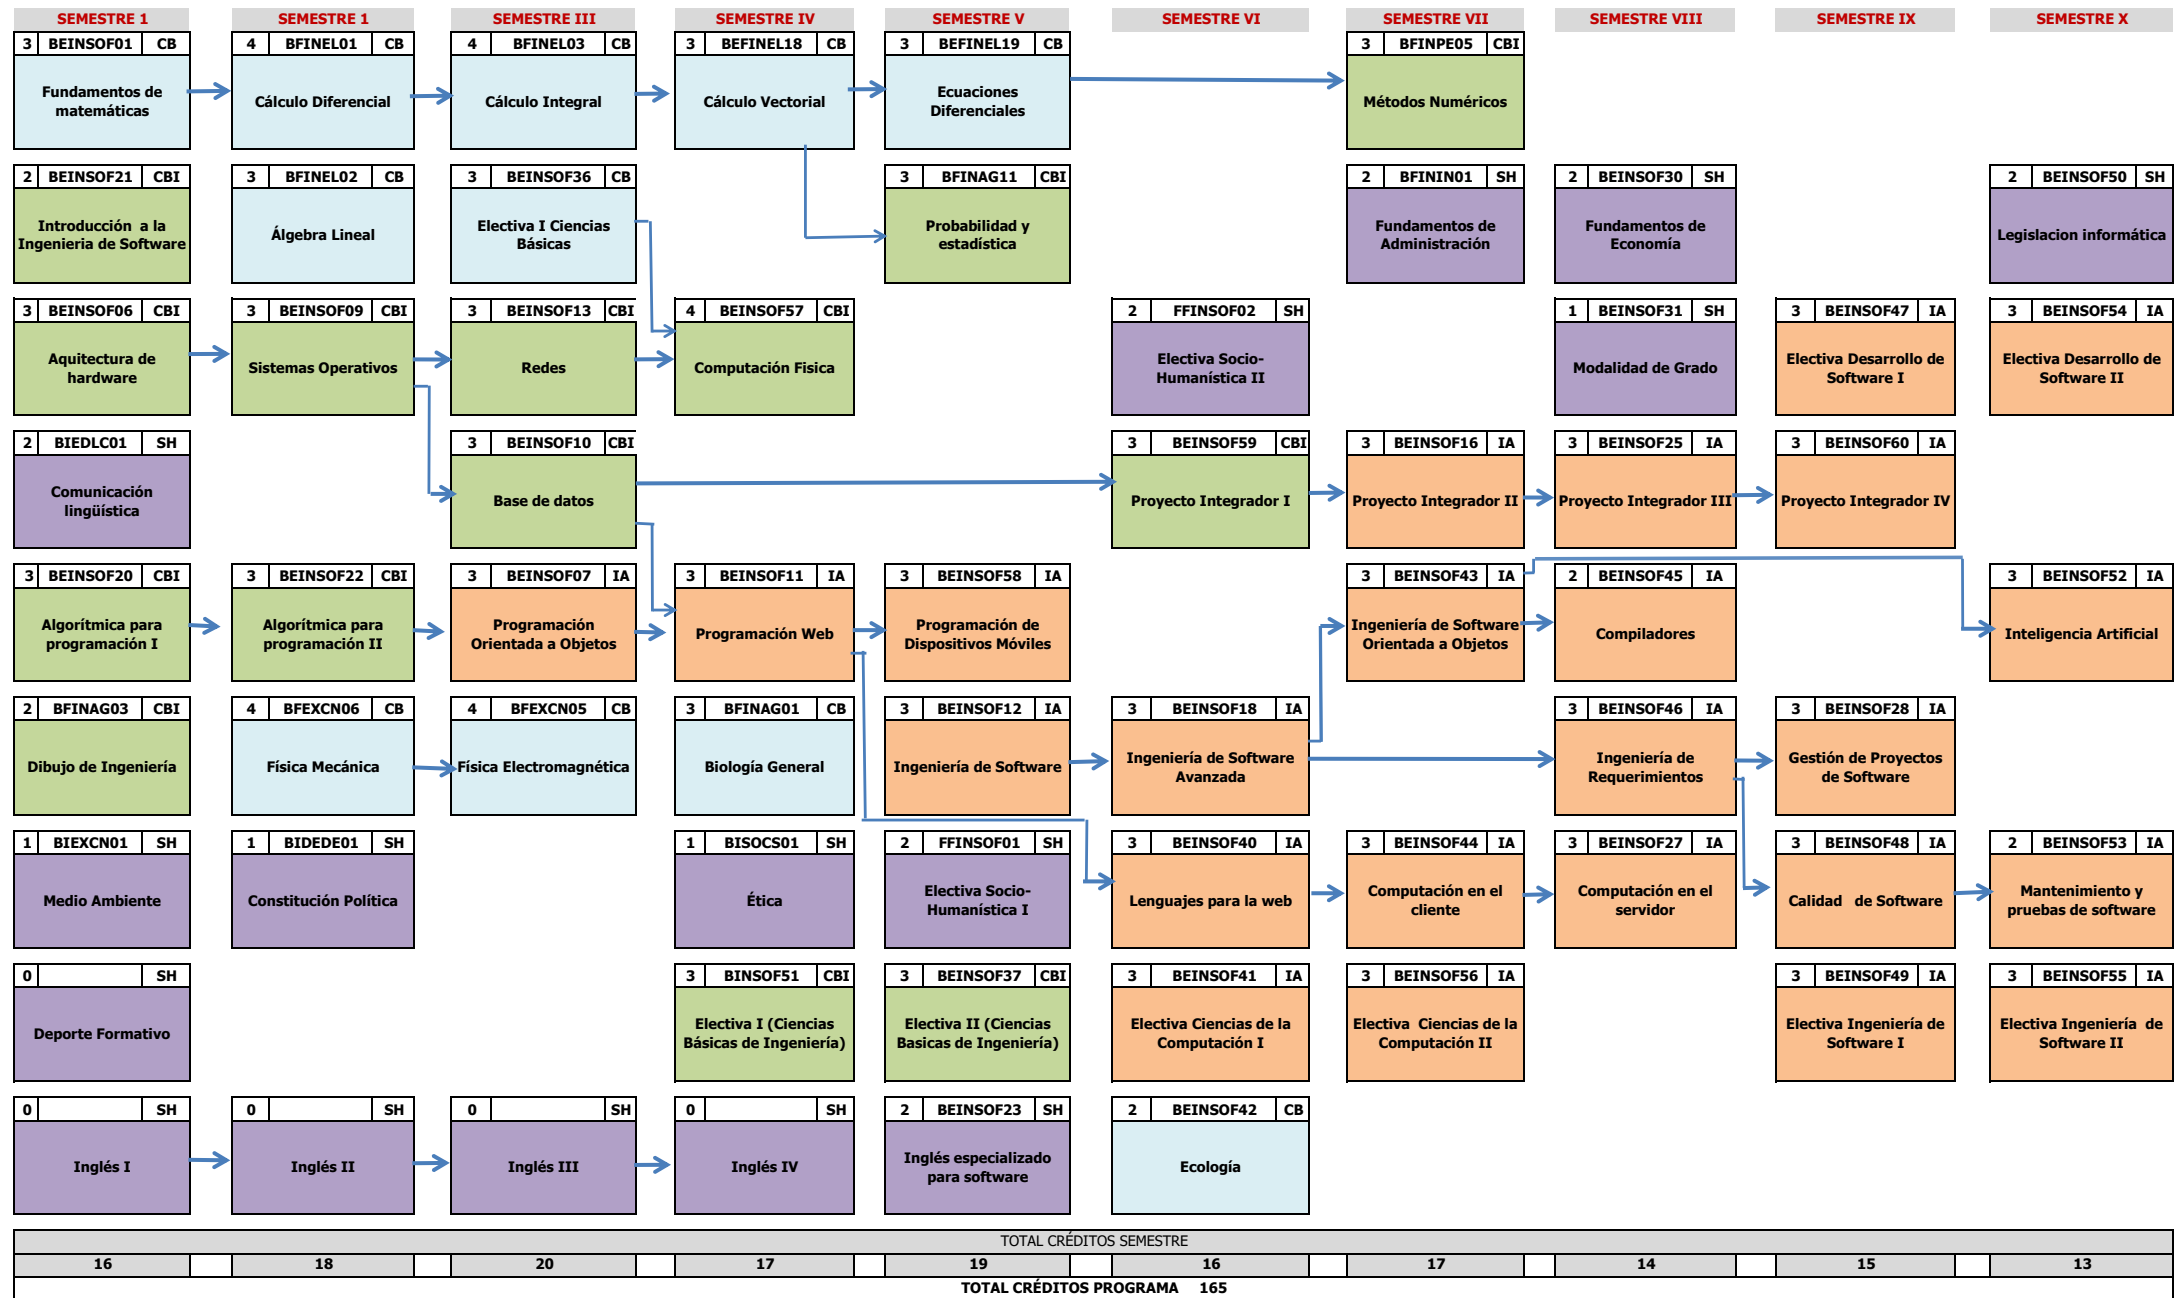 SEMESTRE 1 SEMESTRE 1 SEMESTRE III SEMESTRE IV SEMESTRE V SEMESTRE VI SEMESTRE VII SEMESTRE VIII SEMESTRE IX SEMESTRE X
3 BEINSOF01 CB 4 BFINEL01 CB 4 BFINEL03 CB 3 BEFINEL18 CB 3 BEFINEL19 CB 3 BFINPE05 CBI
Fundamentos de
matemáticas
Cálculo Diferencial
Cálculo Integral
Cálculo Vectorial
Ecuaciones
Diferenciales
Métodos Numéricos
2 BEINSOF21 CBI 3 BFINEL02 CB 3 BEINSOF36 CB 3 BFINAG11 CBI 2 BFININ01 SH 2 BEINSOF30 SH 2 BEINSOF50 SH
Introducción a la
Ingenieria de Software
Álgebra Lineal
Electiva I Ciencias
Básicas
Probabilidad y
estadística
Fundamentos de
Administración
Fundamentos de
Economía
Legislacion informática
3 BEINSOF06 CBI 3 BEINSOF09 CBI 3 BEINSOF13 CBI 4 BEINSOF57 CBI 2 FFINSOF02 SH 1 BEINSOF31 SH 3 BEINSOF47 IA 3 BEINSOF54 IA
Aquitectura de
hardware
Sistemas Operativos
Redes
Computación Fisica
Electiva Socio-
Humanística II
Modalidad de Grado
Electiva Desarrollo de
Software I
Electiva Desarrollo de
Software II
2 BIEDLC01 SH 3 BEINSOF10 CBI 3 BEINSOF59 CBI 3 BEINSOF16 IA 3 BEINSOF25 IA 3 BEINSOF60 IA
Comunicación
lingüística
Base de datos
Proyecto Integrador I
Proyecto Integrador II
Proyecto Integrador III
Proyecto Integrador IV
3 BEINSOF20 CBI 3 BEINSOF22 CBI 3 BEINSOF07 IA 3 BEINSOF11 IA 3 BEINSOF58 IA 3 BEINSOF43 IA 2 BEINSOF45 IA 3 BEINSOF52 IA
Algorítmica para
programación I
Algorítmica para
programación II
Programación
Orientada a Objetos
Programación Web
Programación de
Dispositivos Móviles
Ingeniería de Software
Orientada a Objetos
Compiladores
Inteligencia Artificial
2 BFINAG03 CBI 4 BFEXCN06 CB 4 BFEXCN05 CB 3 BFINAG01 CB 3 BEINSOF12 IA 3 BEINSOF18 IA 3 BEINSOF46 IA 3 BEINSOF28 IA
Dibujo de Ingeniería
Física Mecánica
Física Electromagnética
Biología General
Ingeniería de Software
Ingeniería de Software
Avanzada
Ingeniería de
Requerimientos
Gestión de Proyectos
de Software
1 BIEXCN01 SH 1 BIDEDE01 SH 1 BISOCS01 SH 2 FFINSOF01 SH 3 BEINSOF40 IA 3 BEINSOF44 IA 3 BEINSOF27 IA 3 BEINSOF48 IA 2 BEINSOF53 IA
Medio Ambiente
Constitución Política
Ética
Electiva Socio-
Humanística I
Lenguajes para la web
Computación en el
cliente
Computación en el
servidor
Calidad de Software
Mantenimiento y
pruebas de software
0 SH 3 BINSOF51 CBI 3 BEINSOF37 CBI 3 BEINSOF41 IA 3 BEINSOF56 IA 3 BEINSOF49 IA 3 BEINSOF55 IA
Deporte Formativo
Electiva I (Ciencias
Básicas de Ingeniería)
Electiva II (Ciencias
Basicas de Ingeniería)
Electiva Ciencias de la
Computación I
Electiva Ciencias de la
Computación II
Electiva Ingeniería de
Software I
Electiva Ingeniería de
Software II
0 SH 0 SH 0 SH 0 SH 2 BEINSOF23 SH 2 BEINSOF42 CB
Inglés I
Inglés II
Inglés III
Inglés IV
Inglés especializado
para software
Ecología
TOTAL CRÉDITOS SEMESTRE
16 18 20 17 19 16 17 14 15 13
TOTAL CRÉDITOS PROGRAMA 165